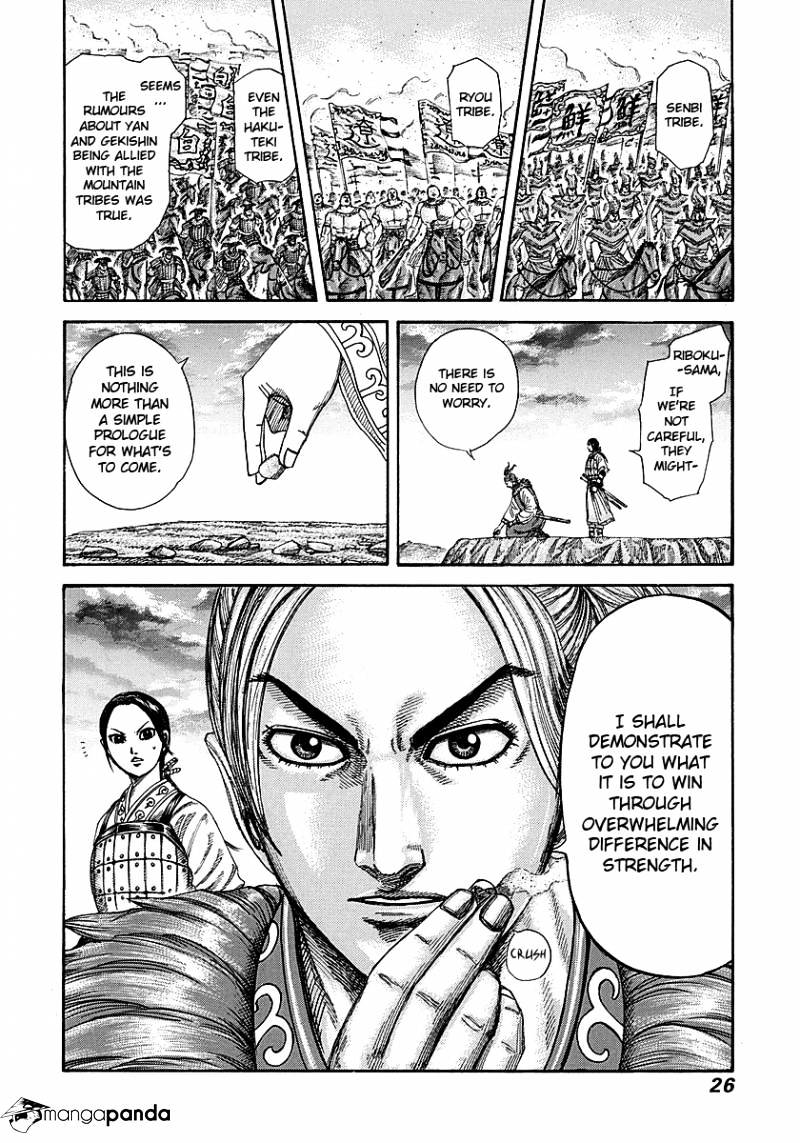 SENBI
TRIBE.
鮮
鮮
RYOU
TRIBE.
EVEN
THE
HAKU-
TEKI
TRIBE.
SEEMS
...
THE
RUMOURS
ABOUT YAN
AND GEKISHIN
BEING ALLIED
WITH THE
MOUNTAIN
TRIBES WAS
TRUE.
RIBOKU-
-SAMA,
IF
WE'RE
NOT
CAREFUL,
THEY
MIGHT-
THERE IS
NO NEED TO
WORRY.
THIS IS
NOTHING
MORE THAN
A SIMPLE
PROLOGUE
FOR WHAT'S
TO COME.
I SHALL
DEMONSTRATE
TO YOU WHAT
IT IS TO WIN
THROUGH
OVERWHELMING
DIFFERENCE IN
STRENGTH.
CRUSH
26
mangapanda